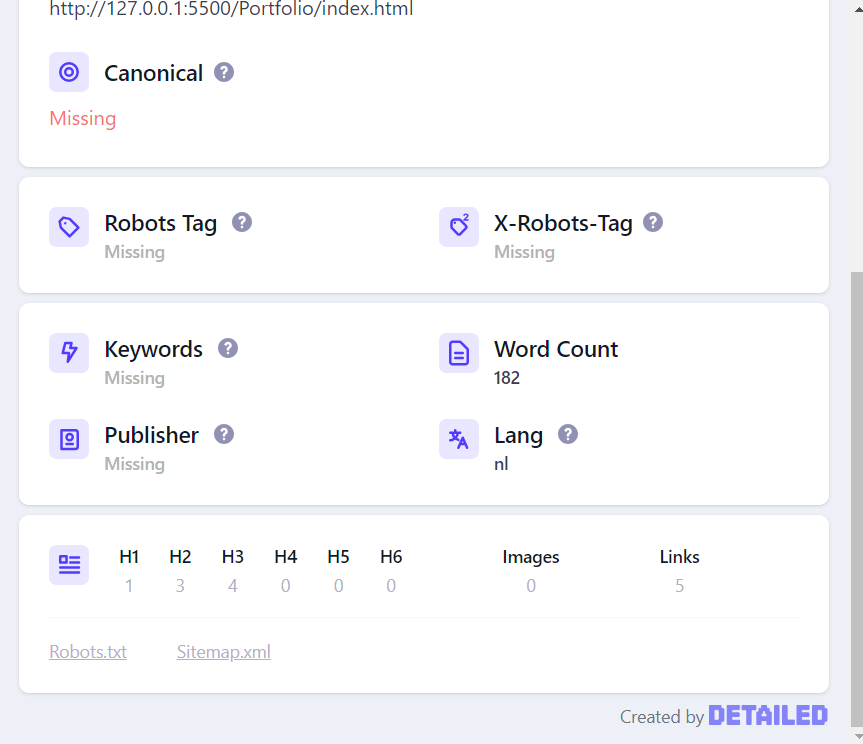 http://127.0.0.1:5500/Portfolio/index.html
Canonical ?
Missing
Robots Tag ?
Missing
2
X-Robots-Tag ?
Missing
Keywords ?
Missing
Word Count
182
Publisher ?
Missing
Lang ?
nl
H1 H2 H3 H4 H5 H6 Images Links
1 3 4 0 0 0 0 5
Robots.txt Sitemap.xml
Created by DETAILED